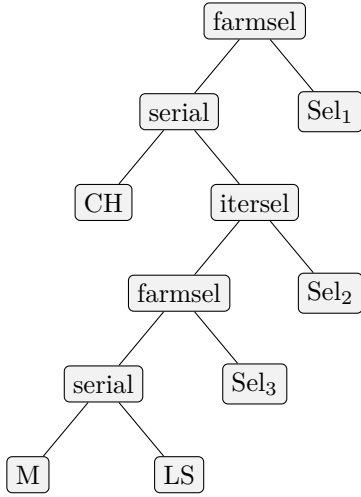 farmsel
serial Sel₁
CH itersel
farmsel Sel₂
serial Sel₃
M LS